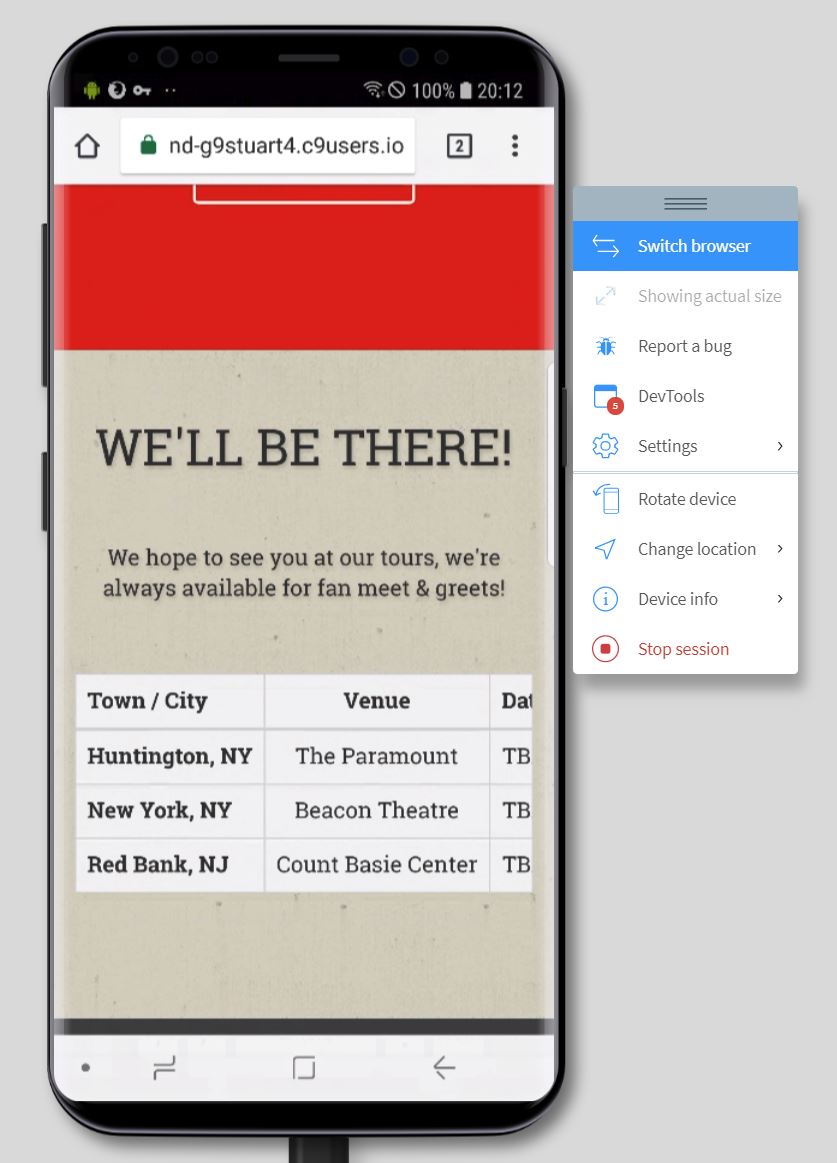 100% 20:12
nd-g9stuart4.c9users.io 2
WE'LL BE THERE!
We hope to see you at our tours, we're
always available for fan meet & greets!
Town / City Venue Dat
Huntington, NY The Paramount TB
New York, NY Beacon Theatre TB
Red Bank, NJ Count Basie Center TB
Switch browser
Showing actual size
Report a bug
DevTools
5
Settings
Rotate device
Change location
Device info
Stop session